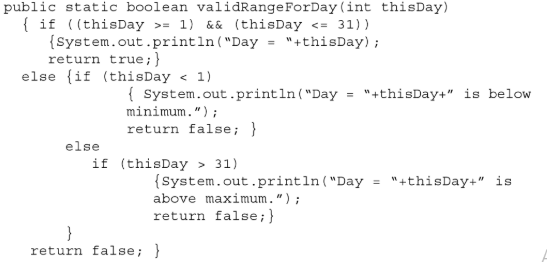 public static boolean validRangeForDay(int thisDay)
{ if ((thisDay >= 1) && (thisDay <= 31))
{System.out.println(“Day = “+thisDay);
return true;}
else {if (thisDay < 1)
{ System.out.println(“Day = “+thisDay+” is below
minimum.”);
return false; }
else
if (thisDay > 31)
{System.out.println(“Day = “+thisDay+” is
above maximum.”);
return false;}
}
return false; }